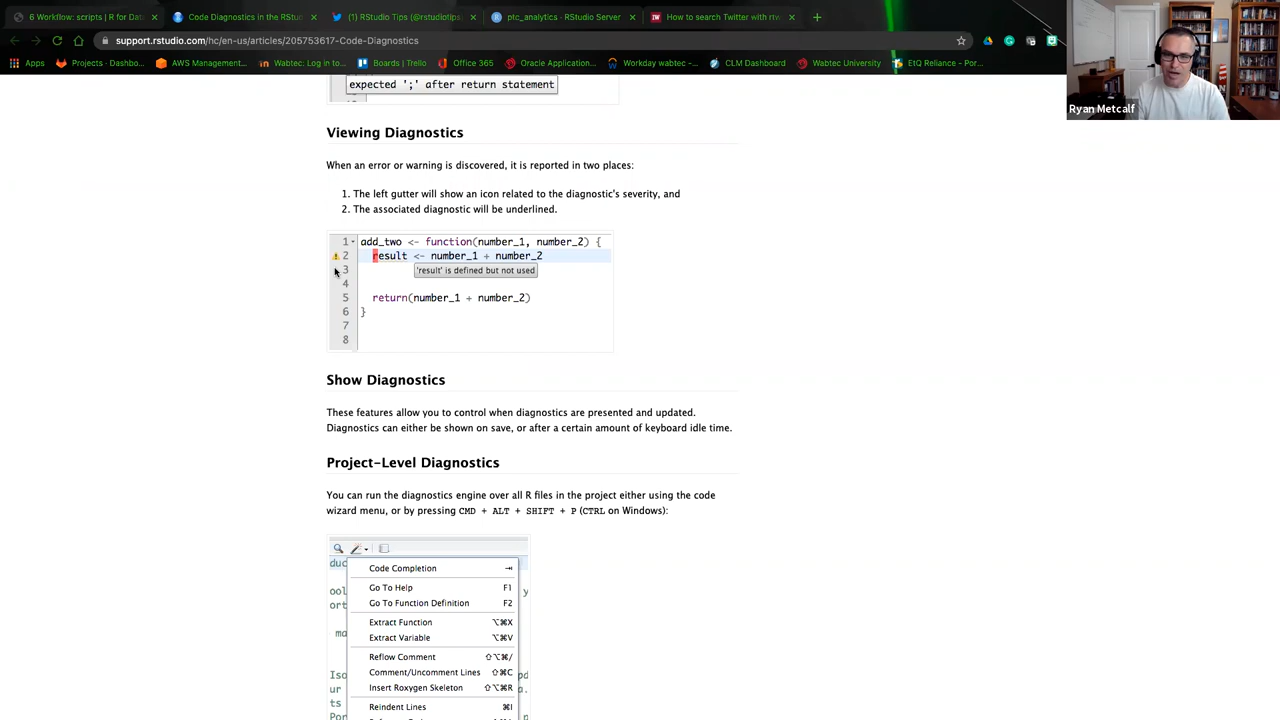 6 Workflow: scripts | R for Dat
Code Diagnostics in the RStu
(1) RStudio Tips (@rstudiotips
ptc_analytics - RStudio Server
How to search Twitter with rtw
support.rstudio.com/hc/en-us/articles/205753617-Code-Diagnostics
Apps
Projects · Dashbo...
AWS Management...
Wabtec: Log in to...
Boards | Trello
Office 365
Oracle Application...
Workday wabtec -...
CLM Dashboard
Wabtec University
EtQ Reliance - Por...
Ryan Metcalf
expected ';' after return statement
Viewing Diagnostics
When an error or warning is discovered, it is reported in two places:
1. The left gutter will show an icon related to the diagnostic's severity, and
2. The associated diagnostic will be underlined.
1 add_two <- function(number_1, number_2) {
2 result <- number_1 + number_2
3 'result' is defined but not used
4
5 return(number_1 + number_2)
6 }
7
8
Show Diagnostics
These features allow you to control when diagnostics are presented and updated.
Diagnostics can either be shown on save, or after a certain amount of keyboard idle time.
Project-Level Diagnostics
You can run the diagnostics engine over all R files in the project either using the code
wizard menu, or by pressing CMD + ALT + SHIFT + P (CTRL on Windows):
Code Completion ⇥
Go To Help F1
Go To Function Definition F2
Extract Function ⌥⌘X
Extract Variable ⌥⌘V
Reflow Comment ⇧⌥⌘/
Comment/Uncomment Lines ⇧⌘C
Insert Roxygen Skeleton ⇧⌥⌘R
Reindent Lines ⌘I